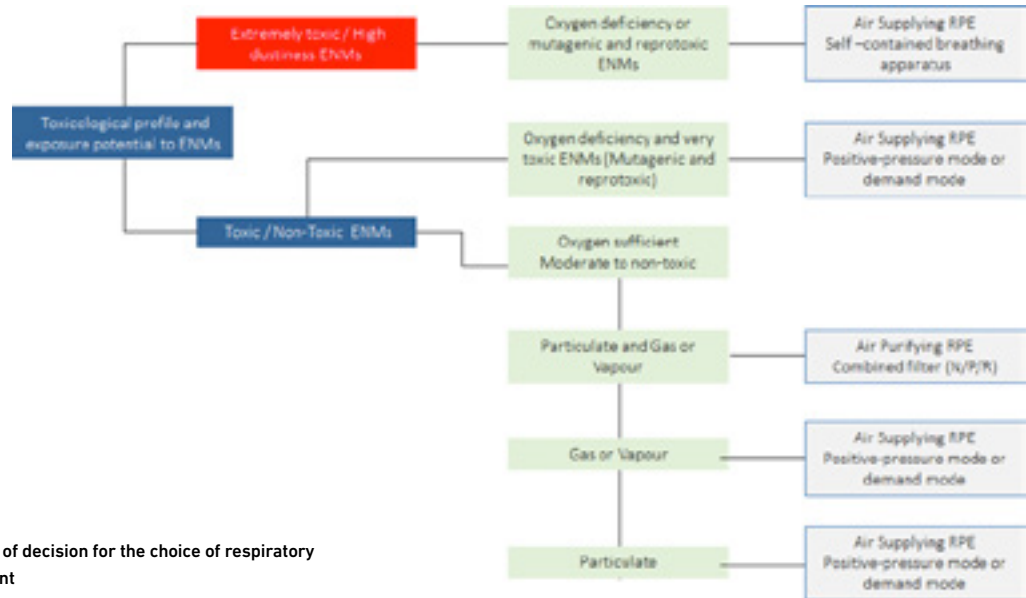 Extremely toxic / High
dustiness ENMs
Oxygen deficiency or
mutagenic and reprotoxic
ENMs
Air Supplying RPE
Self-contained breathing
apparatus
Toxicological profile and
exposure potential to ENMs
Oxygen deficiency and very
toxic ENMs (Mutagenic and
reprotoxic)
Air Supplying RPE
Positive-pressure mode or
demand mode
Toxic / Non-Toxic ENMs
Oxygen sufficient
Moderate to non-toxic
Particulate and Gas or
Vapour
Air Purifying RPE
Combined filter (N/P/R)
Gas or Vapour
Air Supplying RPE
Positive-pressure mode or
demand mode
Particulate
Air Supplying RPE
Positive-pressure mode or
demand mode
of decision for the choice of respiratory
nt